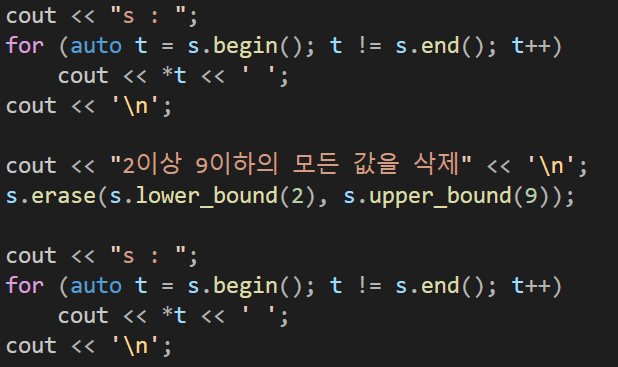 cout << "s : ";
for (auto t = s.begin(); t != s.end(); t++)
    cout << *t << ' ';
cout << '\n';

cout << "2이상 9이하의 모든 값을 삭제" << '\n';
s.erase(s.lower_bound(2), s.upper_bound(9));

cout << "s : ";
for (auto t = s.begin(); t != s.end(); t++)
    cout << *t << ' ';
cout << '\n';